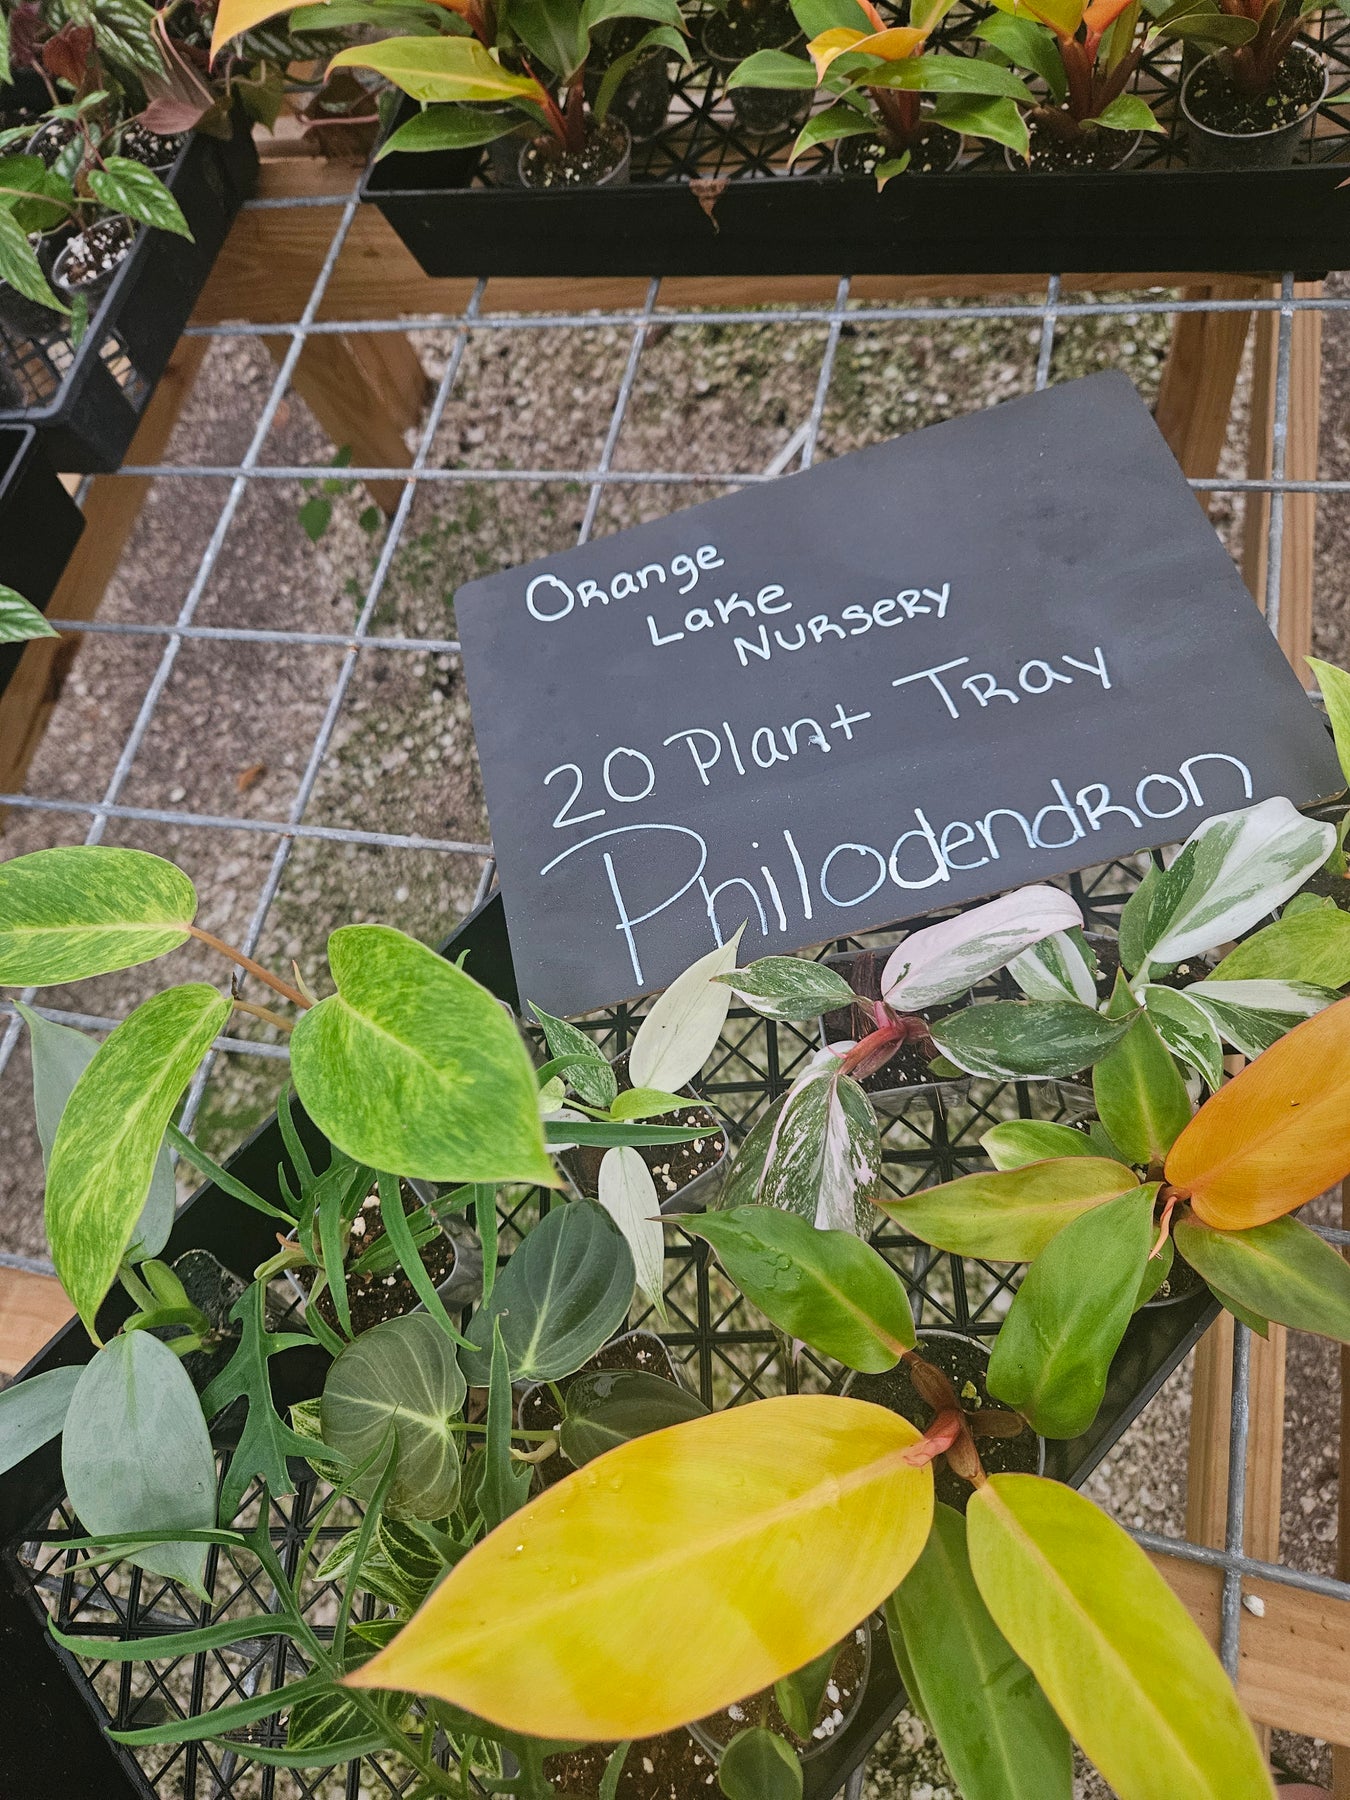 Orange
Lake
Nursery
20 Plant Tray
Philodendron